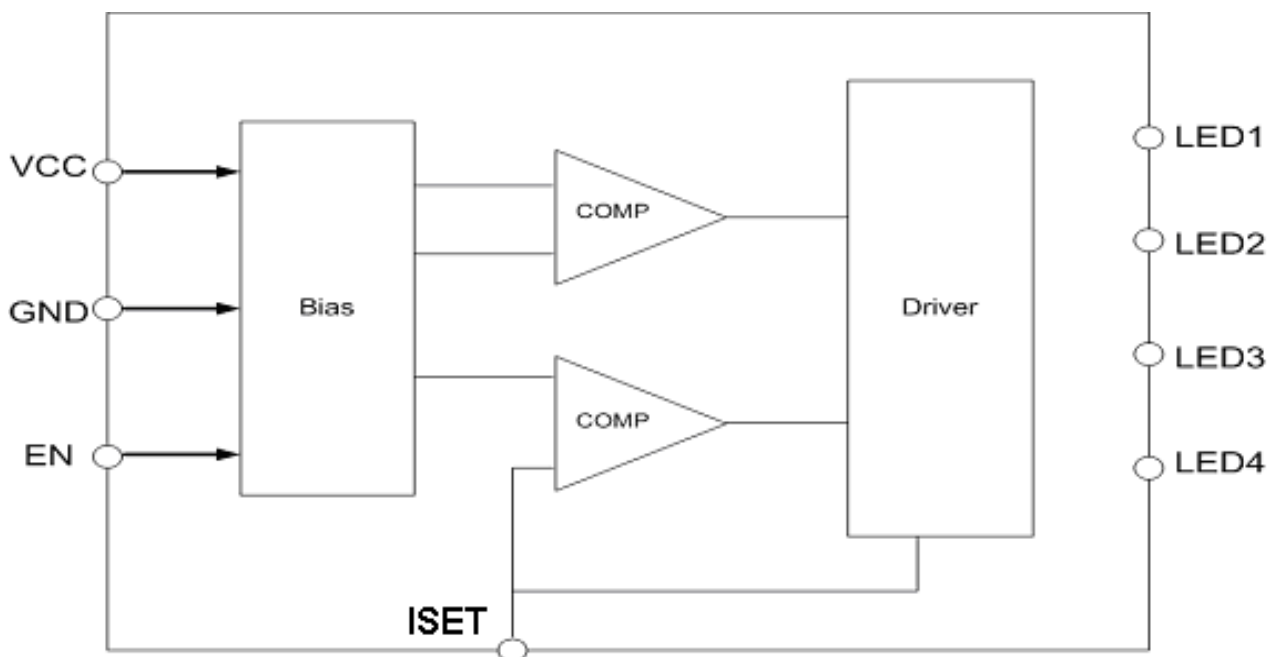 VCC
GND
EN
Bias
COMP
COMP
Driver
LED1
LED2
LED3
LED4
ISET